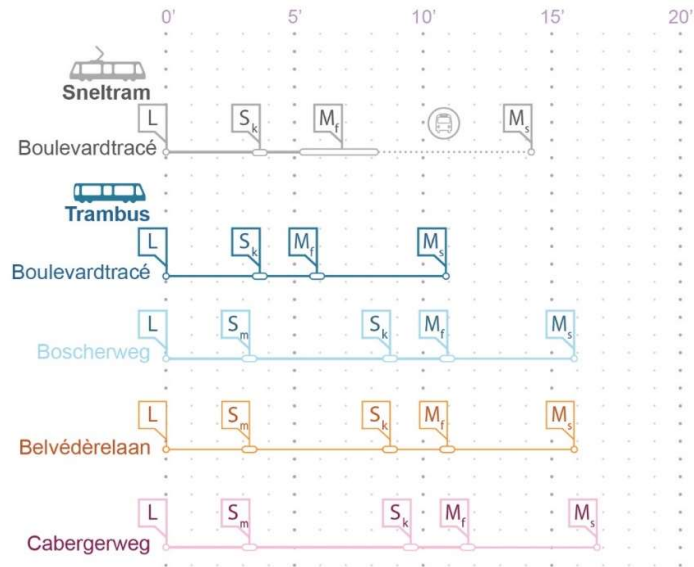 0' 5' 10' 15' 20'
Sneltram
L Sk Mf Ms
Boulevardtracé
Trambus
L Sk Mf Ms
Boulevardtracé
L Sm Sk Mf Ms
Boscherweg
L Sm Sk Mf Ms
Belvédèrelaan
L Sm Sk Mf Ms
Cabergerweg